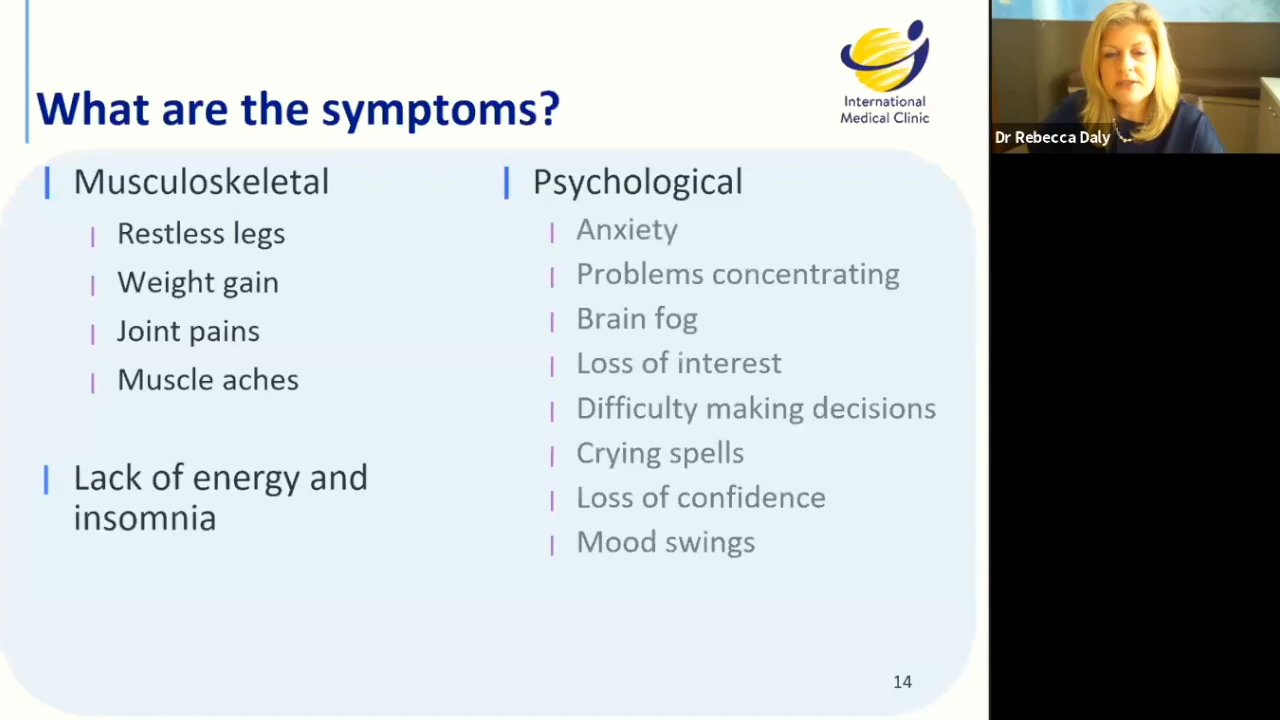 What are the symptoms?
International
Medical Clinic
Dr Rebecca Daly
Musculoskeletal
Restless legs
Weight gain
Joint pains
Muscle aches
Lack of energy and
insomnia
Psychological
Anxiety
Problems concentrating
Brain fog
Loss of interest
Difficulty making decisions
Crying spells
Loss of confidence
Mood swings
14